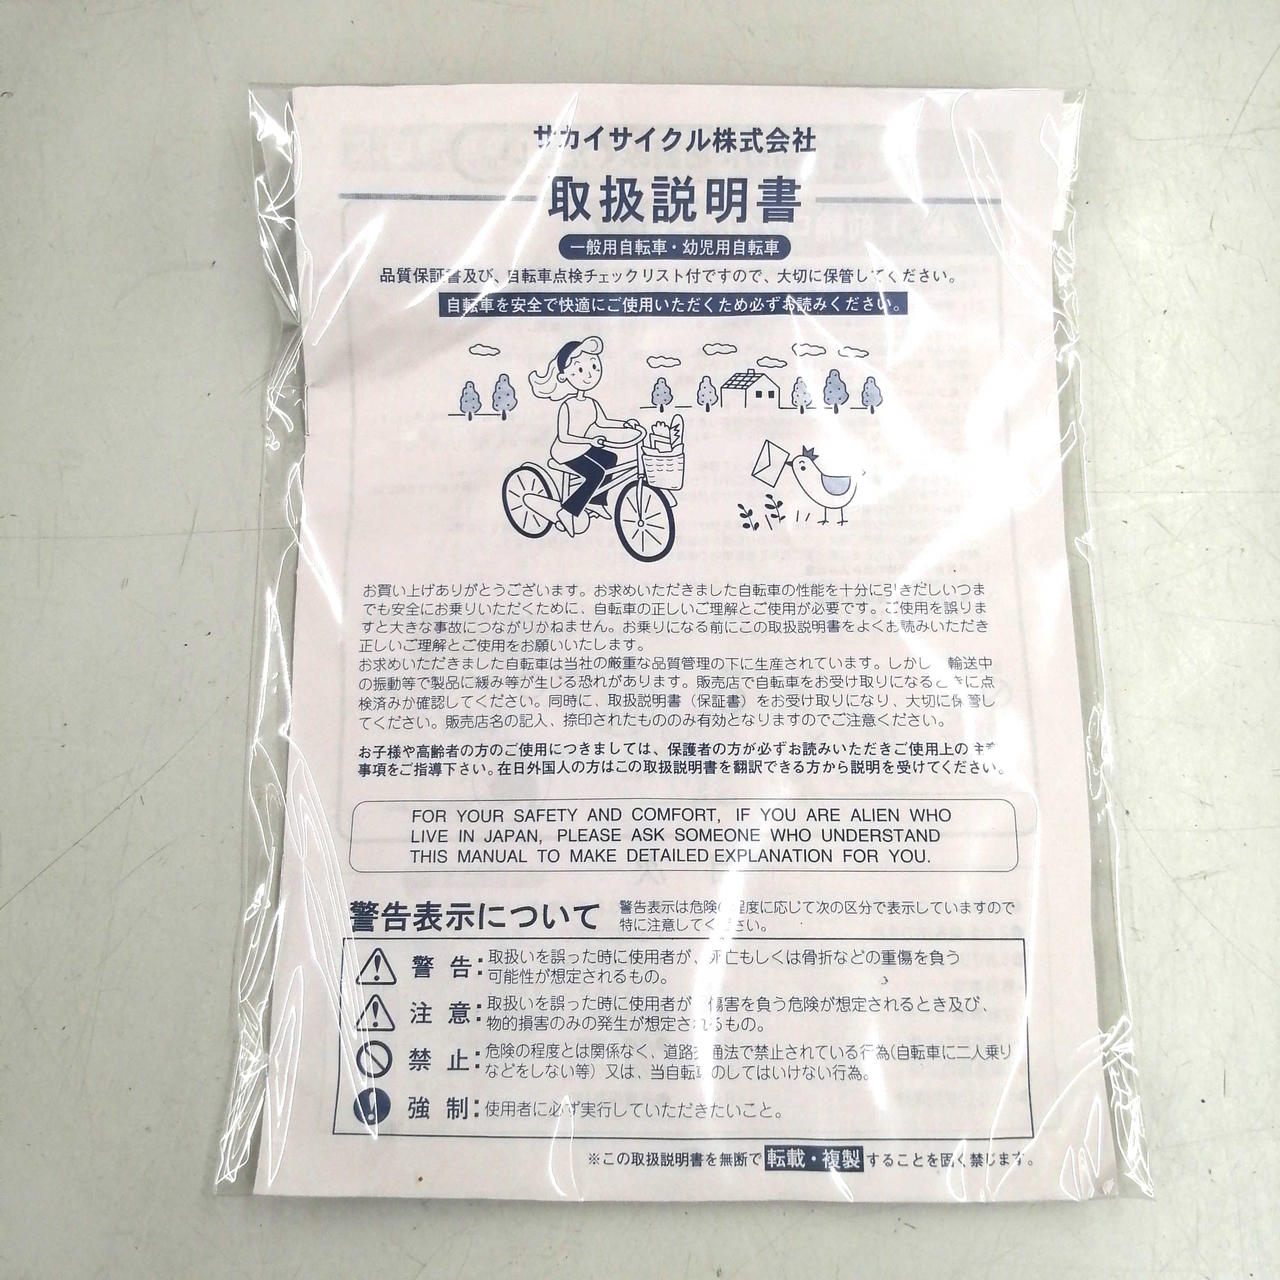 サカイサイクル株式会社
取扱説明書
一般用自転車・幼児用自転車
品質保証書及び、自転車点検チェックリスト付ですので、大切に保管してください。
自転車を安全で快適にご使用いただくため必ずお読みください。
お買い上げありがとうございます。お求めいただきました自転車の性能を十分に引きだしいつま
でも安全にお乗りいただくために、自転車の正しいご理解とご使用が必要です。ご使用を誤りま
すと大きな事故につながりかねません。お乗りになる前にこの取扱説明書をよくお読みいただき
正しいご理解とご使用をお願いいたします。
お求めいただきました自転車は当社の厳重な品質管理の下に生産されています。しかし 輸送中
の振動等で製品に緩み等が生じる恐れがあります。販売店で自転車をお受け取りになるときに点
検済みか確認してください。同時に、取扱説明書（保証書）をお受け取りになり、大切に保管し
てください。販売店名の記入、捺印されたもののみ有効となりますのでご注意ください。
お子様や高齢者の方のご使用につきましては、保護者の方が必ずお読みいただきご使用上の注意
事項をご指導下さい。在日外国人の方はこの取扱説明書を翻訳できる方から説明を受けてください。
FOR YOUR SAFETY AND COMFORT, IF YOU ARE ALIEN WHO
LIVE IN JAPAN, PLEASE ASK SOMEONE WHO UNDERSTAND
THIS MANUAL TO MAKE DETAILED EXPLANATION FOR YOU.
警告表示について
警告表示は危険の程度に応じて次の区分で表示していますので
特に注意してください。
警 告：取扱いを誤った時に使用者が、死亡もしくは骨折などの重傷を負う
可能性が想定されるもの。
注 意：取扱いを誤った時に使用者が 傷害を負う危険が想定されるとき及び、
物的損害のみの発生が想定されるもの。
禁 止：危険の程度とは関係なく、道路交通法で禁止されている行為(自転車に二人乗り
などをしない等）又は、当自転車のしてはいけない行為。
強 制：使用者に必ず実行していただきたいこと。
※この取扱説明書を無断で転載・複製することを固く禁じます。